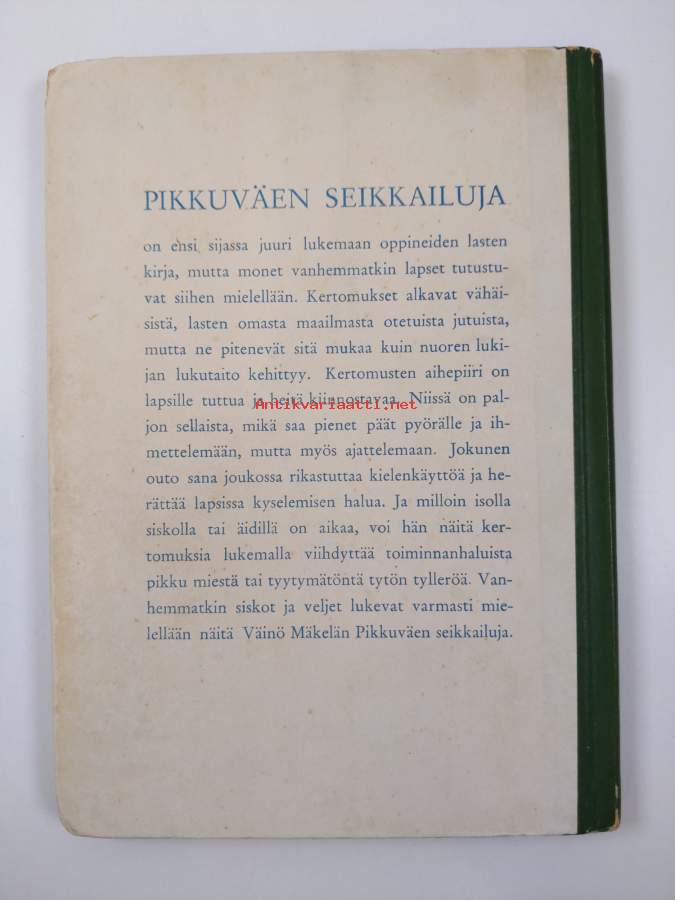 PIKKUVÄEN SEIKKAILUJA
on ensi sijassa juuri lukemaan oppineiden lasten
kirja, mutta monet vanhemmatkin lapset tutustu-
vat siihen mielellään. Kertomukset alkavat vähäi-
sistä, lasten omasta maailmasta otetuista jutuista,
mutta ne pitenevät sitä mukaa kuin nuoren luki-
jan lukutaito kehittyy. Kertomusten aihepiiri on
lapsille tuttua ja heitä kiinnostavaa. Niissä on pal-
Antikvariaatti.net
jon sellaista, mikä saa pienet päät pyörälle ja ih-
mettelemään, mutta myös ajattelemaan. Jokunen
outo sana joukossa rikastuttaa kielenkäyttöä ja he-
rättää lapsissa kyselemisen halua. Ja milloin isolla
siskolla tai äidillä on aikaa, voi hän näitä ker-
tomuksia lukemalla viihdyttää toiminnanhaluista
pikku miestä tai tyytymätöntä tytön tylleröä. Van-
hemmatkin siskot ja veljet lukevat varmasti mie-
lellään näitä Väinö Mäkelän Pikkuväen seikkailuja.